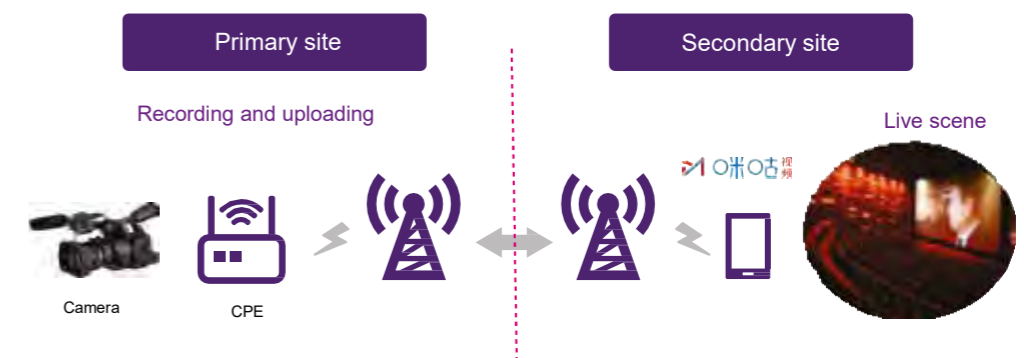 Primary site
Secondary site
Recording and uploading
Live scene
咪咕视频
Camera
CPE